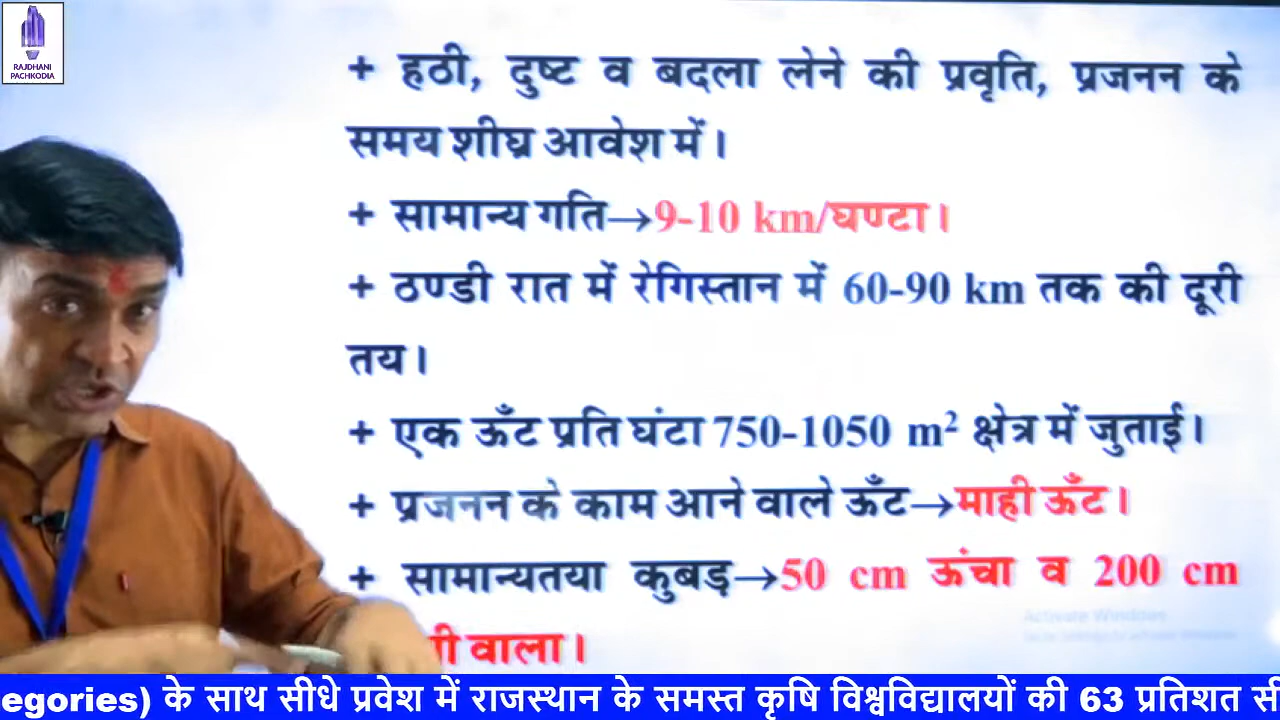 RAJDHANI
PACHKODIA
+ हठी, दुष्ट व बदला लेने की प्रवृति, प्रजनन के
समय शीघ्र आवेश में।
+ सामान्य गति→9-10 km/घण्टा।
+ ठण्डी रात में रेगिस्तान में 60-90 km तक की दूरी
तय।
+ एक ऊँट प्रति घंटा 750-1050 m² क्षेत्र में जुताई।
+ प्रजनन के काम आने वाले ऊँट→माही ऊँट।
+ सामान्यतया कुबड़→50 cm ऊंचा व 200 cm
वाला।
Activate Windows
egories) के साथ सीधे प्रवेश में राजस्थान के समस्त कृषि विश्वविद्यालयों की 63 प्रतिशत सी